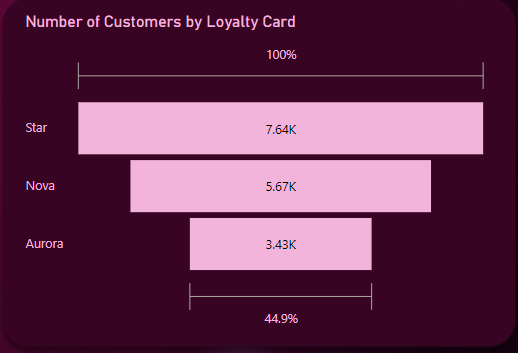 Number of Customers by Loyalty Card
100%
Star 7.64K
Nova 5.67K
Aurora 3.43K
44.9%